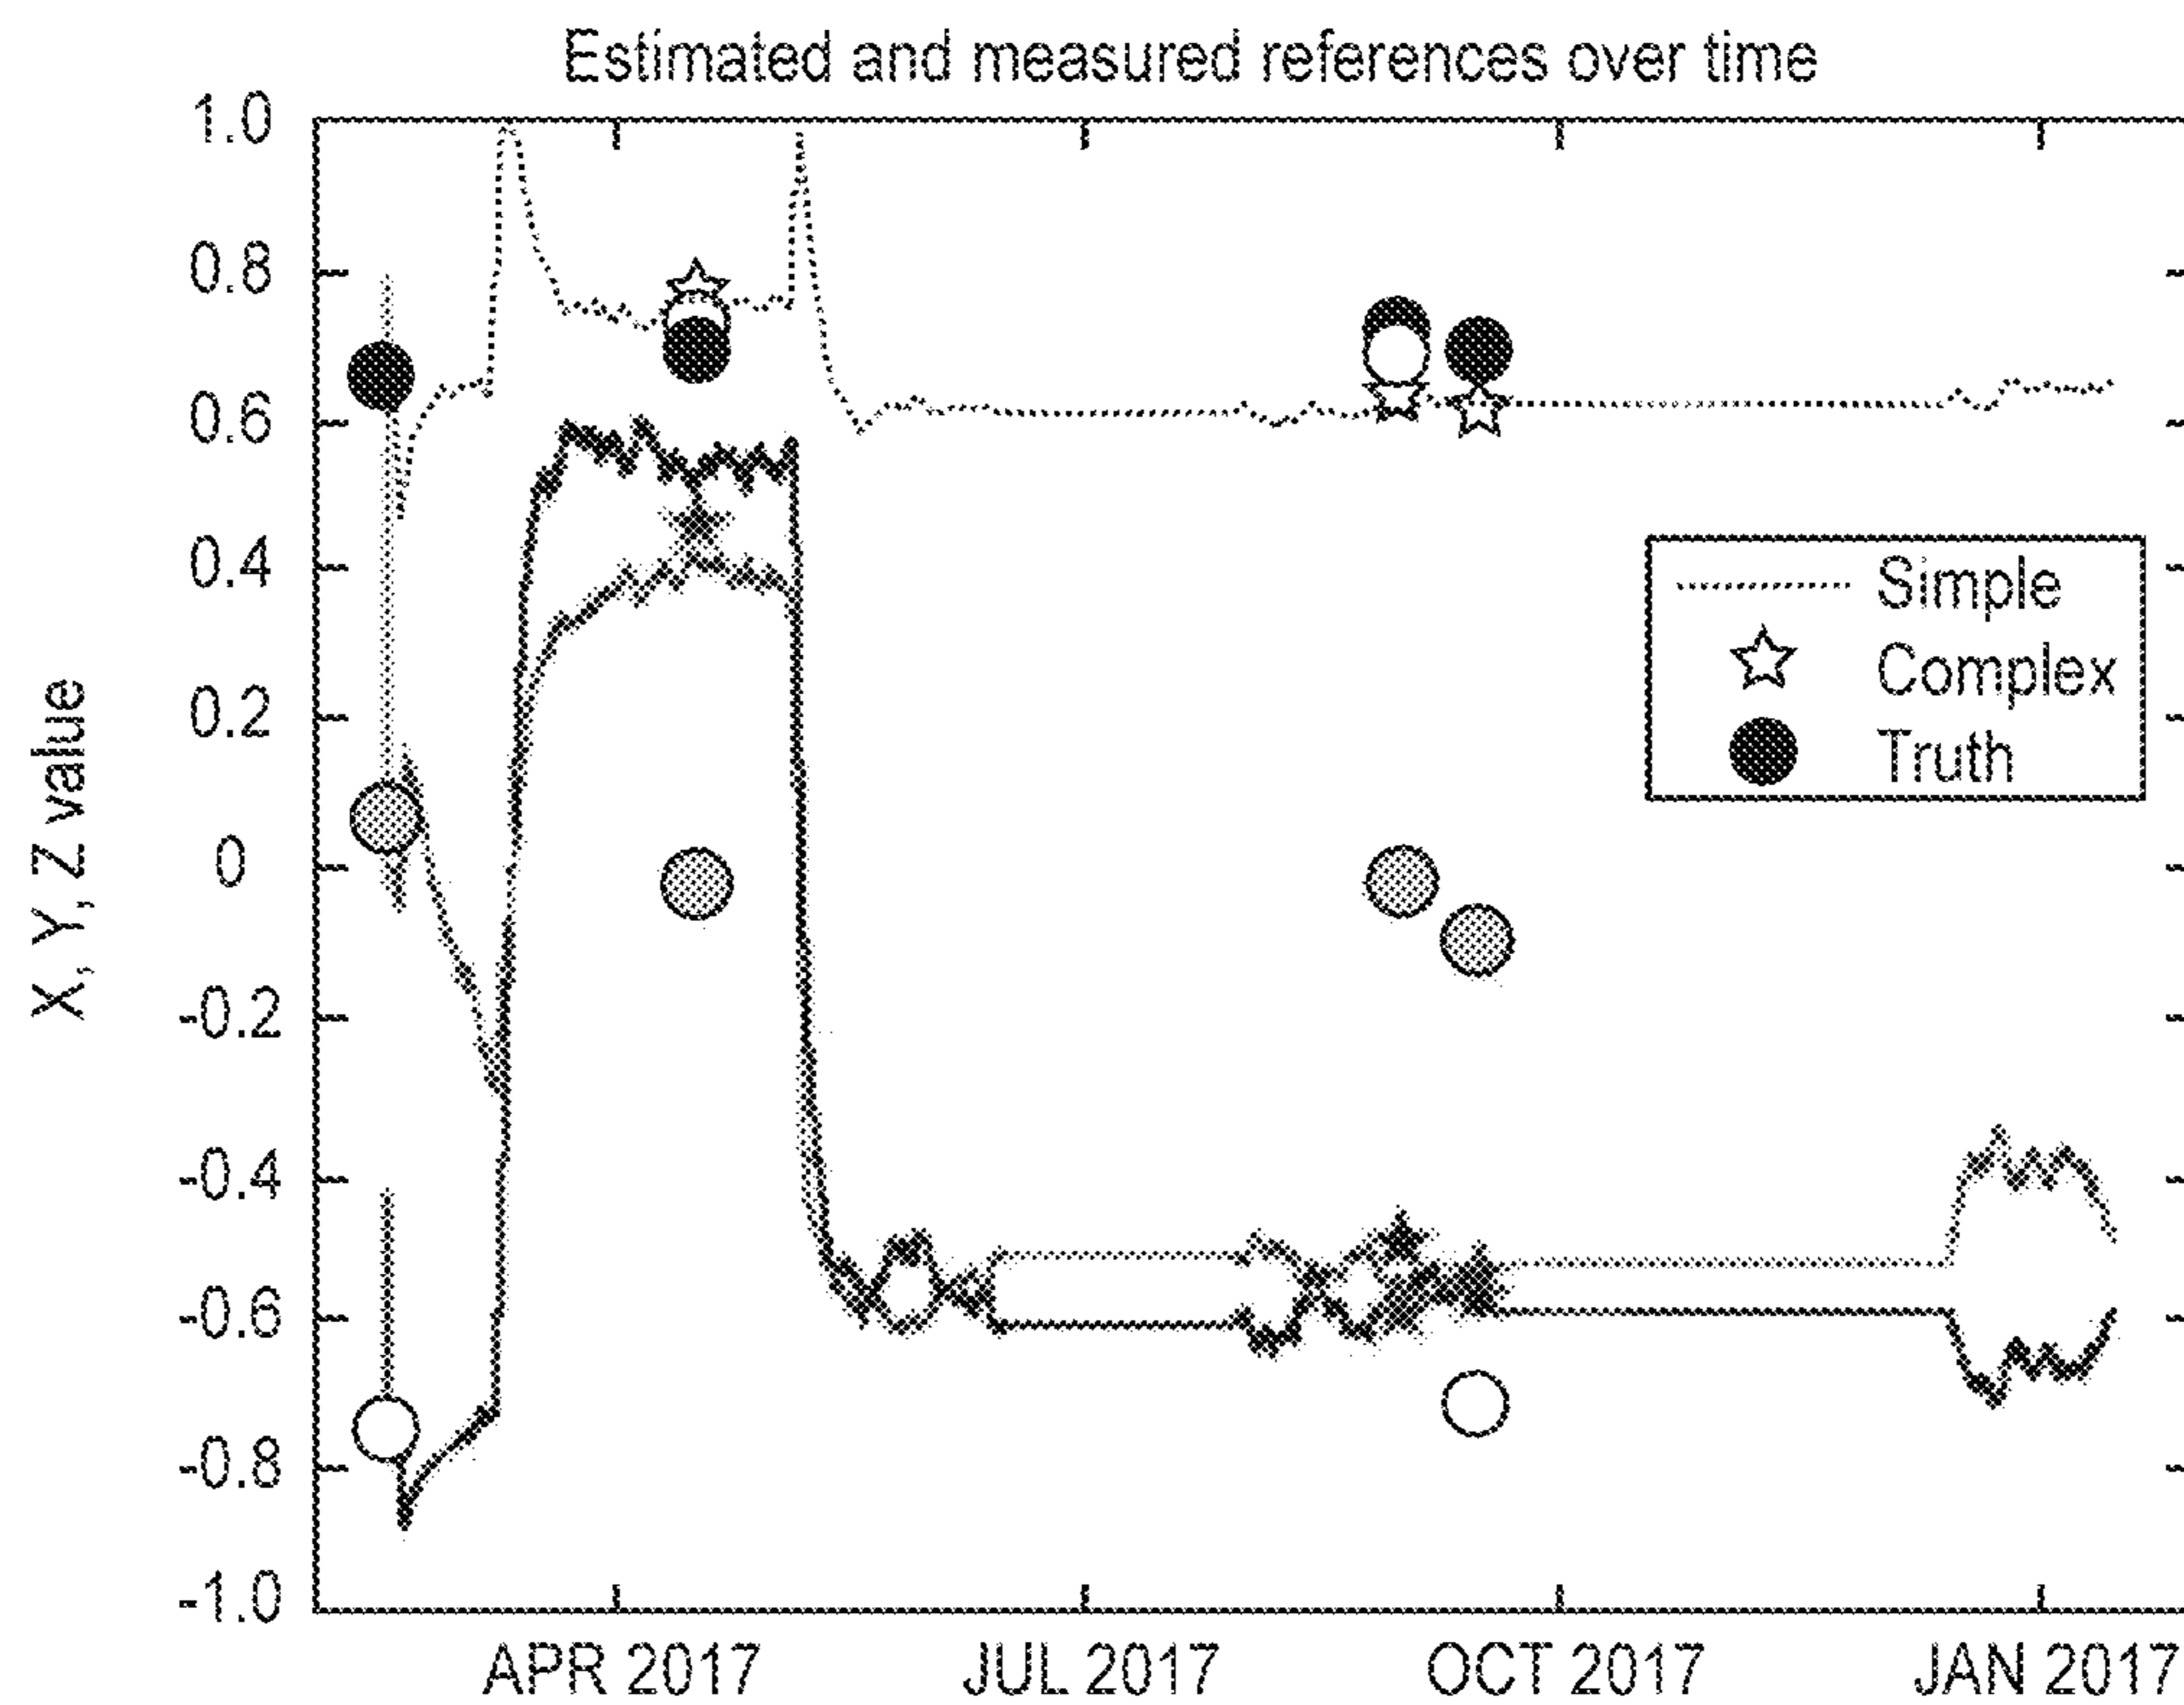 Estimated and measured references over time
1.0
0.8
0.6
0.4
0.2
0
-0.2
-0.4
-0.6
-0.8
-1.0
X, Y, Z value
Simple
Complex
Truth
APR 2017
JUL 2017
OCT 2017
JAN 2017